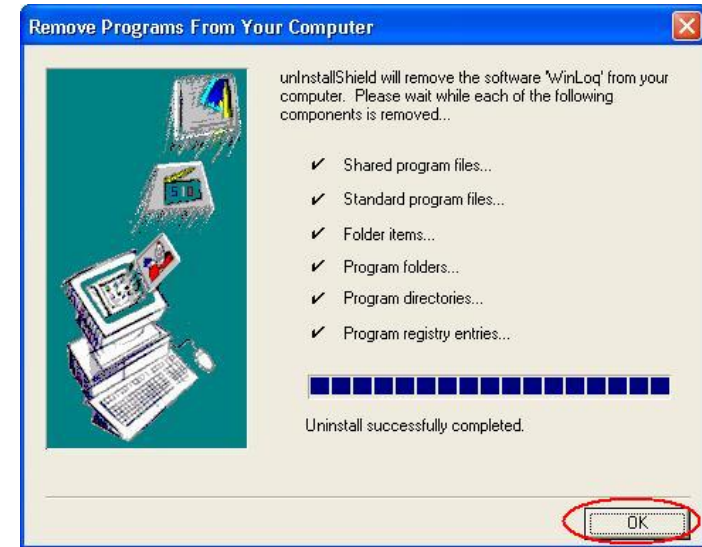 Remove Programs From Your Computer
unInstallShield will remove the software 'WinLoq' from your
computer.  Please wait while each of the following
components is removed...
✔ Shared program files...
✔ Standard program files...
✔ Folder items...
✔ Program folders...
✔ Program directories...
✔ Program registry entries...
Uninstall successfully completed.
OK